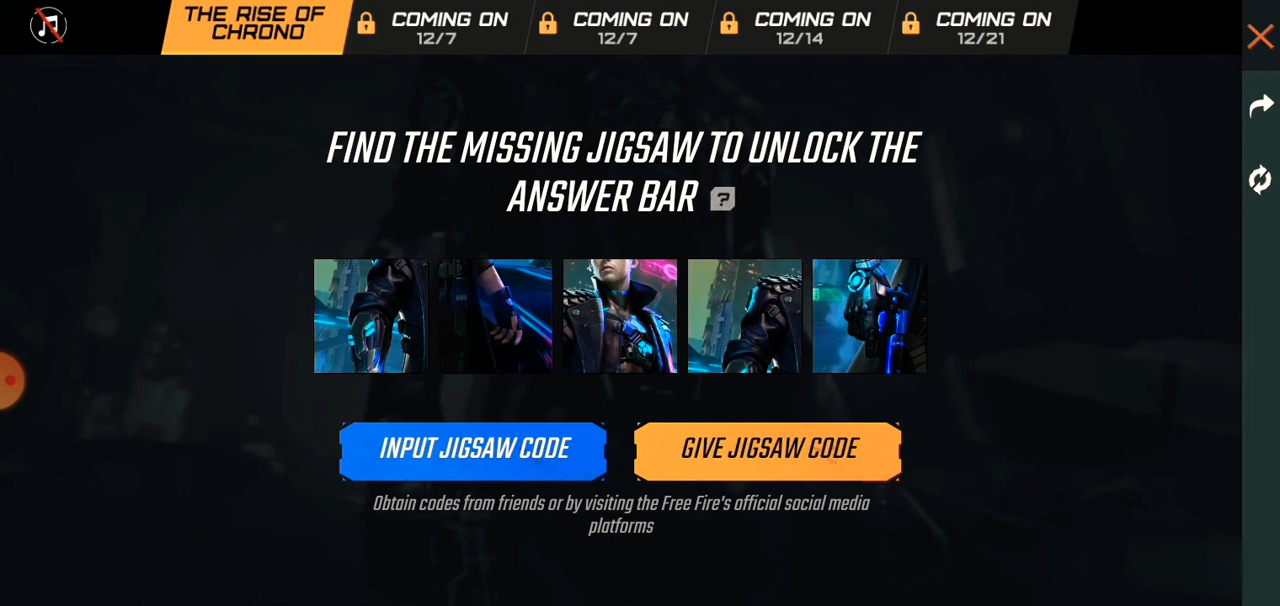 THE RISE OF
CHRONO
COMING ON
12/7
COMING ON
12/7
COMING ON
12/14
COMING ON
12/21
FIND THE MISSING JIGSAW TO UNLOCK THE
ANSWER BAR ?
INPUT JIGSAW CODE
GIVE JIGSAW CODE
Obtain codes from friends or by visiting the Free Fire's official social media
platforms